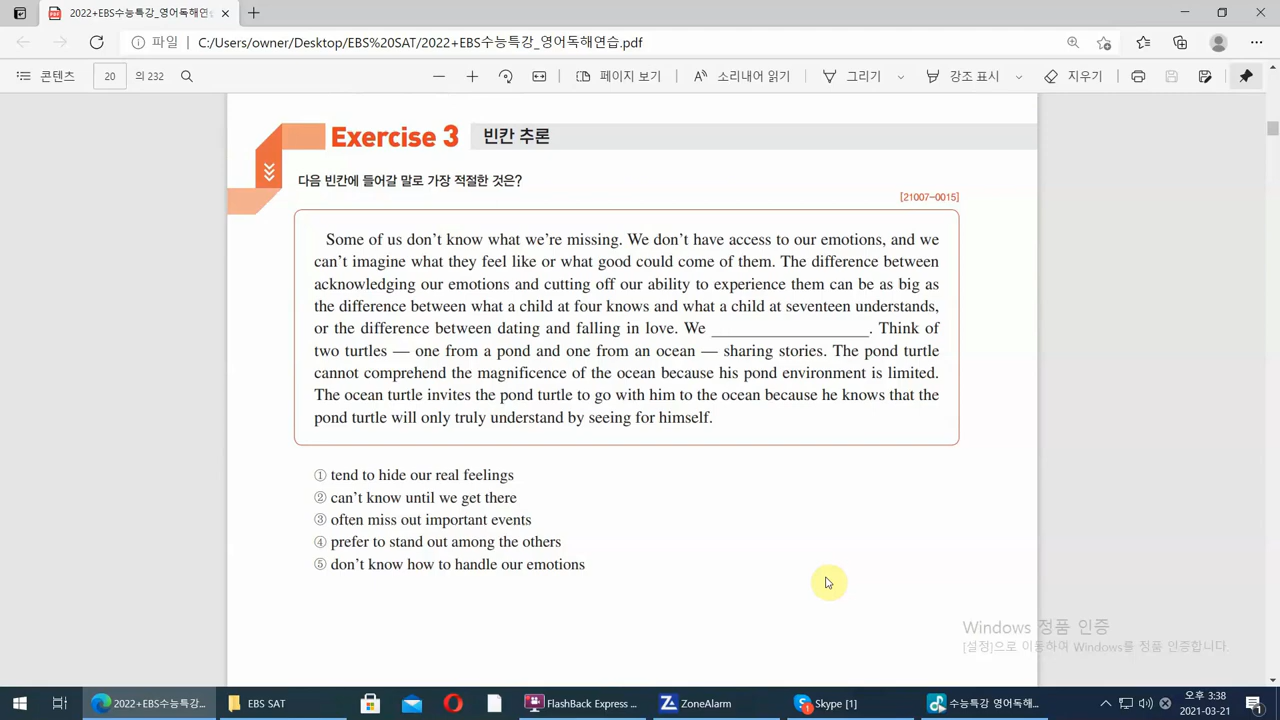 2022+EBS수능특강_영어독해연습
파일
C:/Users/owner/Desktop/EBS%20SAT/2022+EBS수능특강_영어독해연습.pdf
콘텐츠
20
의 232
페이지 보기
소리내어 읽기
그리기
강조 표시
지우기
Exercise 3
빈칸 추론
다음 빈칸에 들어갈 말로 가장 적절한 것은?
[21007-0015]
Some of us don't know what we're missing. We don't have access to our emotions, and we
can't imagine what they feel like or what good could come of them. The difference between
acknowledging our emotions and cutting off our ability to experience them can be as big as
the difference between what a child at four knows and what a child at seventeen understands,
or the difference between dating and falling in love. We ____________________. Think of
two turtles — one from a pond and one from an ocean — sharing stories. The pond turtle
cannot comprehend the magnificence of the ocean because his pond environment is limited.
The ocean turtle invites the pond turtle to go with him to the ocean because he knows that the
pond turtle will only truly understand by seeing for himself.
① tend to hide our real feelings
② can't know until we get there
③ often miss out important events
④ prefer to stand out among the others
⑤ don't know how to handle our emotions
Windows 정품 인증
[설정]으로 이동하여 Windows를 정품 인증합니다.
2022+EBS수능특강_영...
EBS SAT
FlashBack Express ...
ZoneAlarm
Skype [1]
수능특강 영어독해...
오후 3:38
2021-03-21